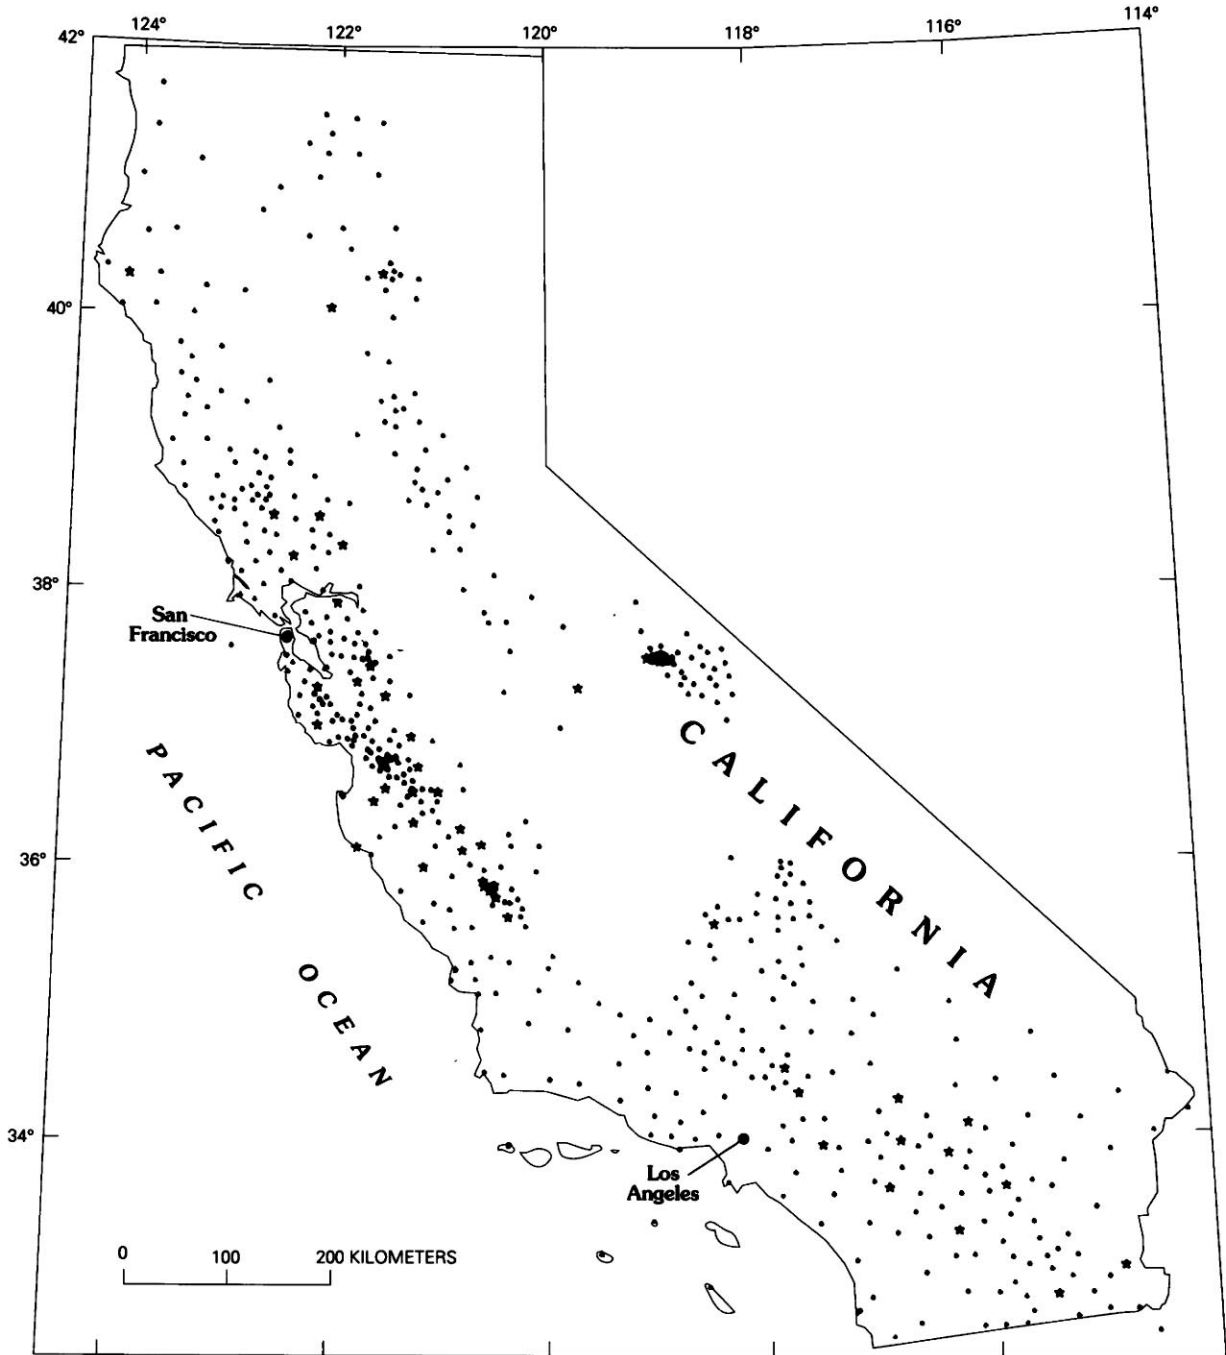 124°
122°
120°
118°
116°
114°
42°
40°
38°
San
Francisco
CALIFORNIA
PACIFIC
OCEAN
36°
34°
Los
Angeles
0 100 200 KILOMETERS